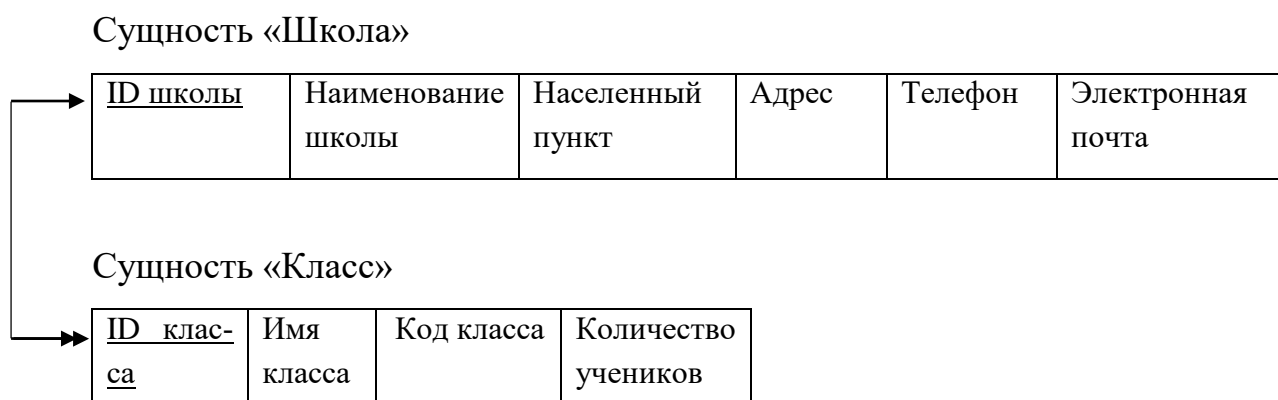 Сущность «Школа»
ID школы Наименование Населенный Адрес Телефон Электронная
школы пункт почта
Сущность «Класс»
ID клас- Имя Код класса Количество
са класса учеников